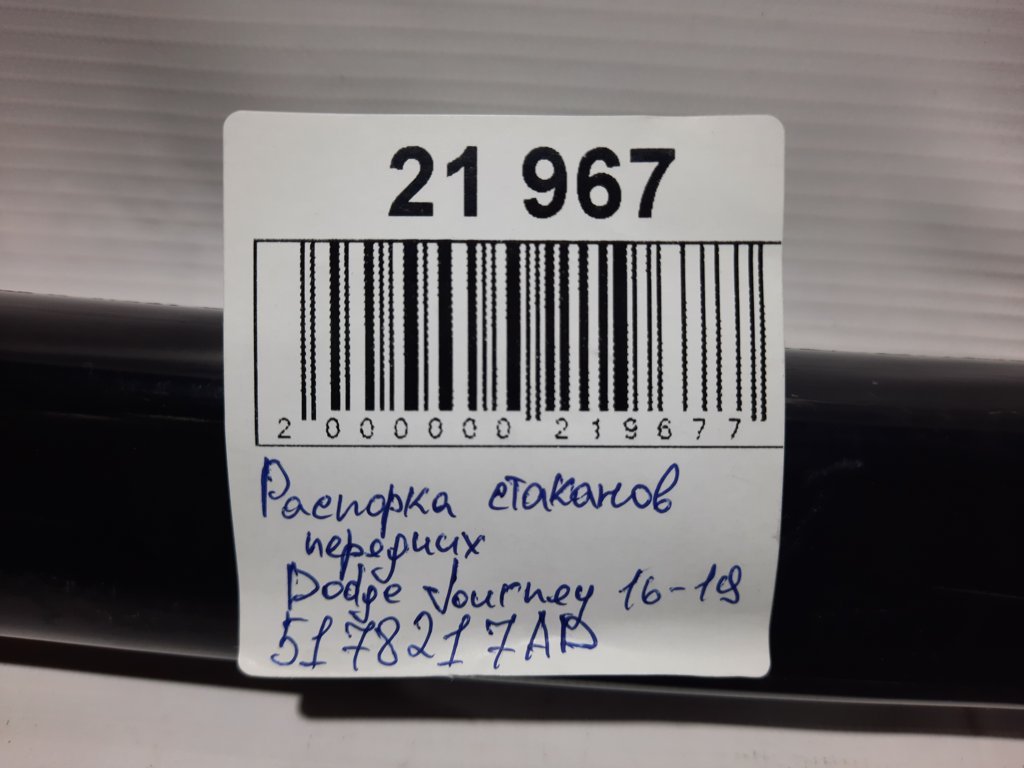 21 967
2 000000 219677
Распорка стаканов
передних
Dodge Journey 16-19
5178217AD